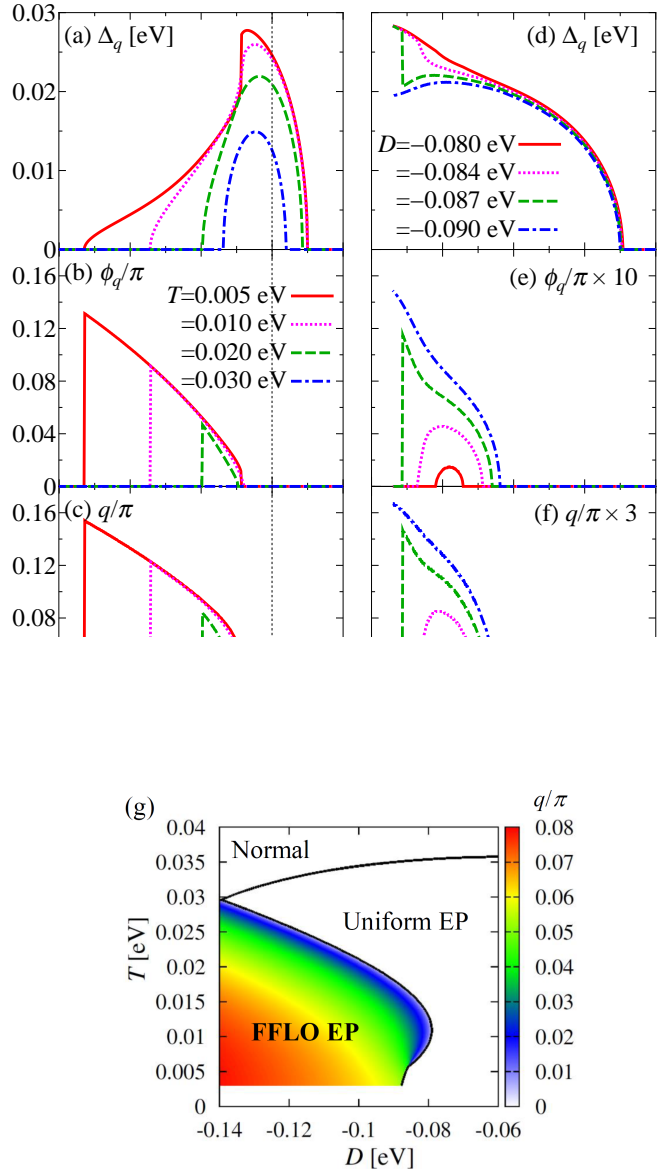 0.03
(a) Δq [eV]
(d) Δq [eV]
0.02
D=−0.080 eV
0.01
=−0.084 eV
=−0.087 eV
=−0.090 eV
0
0.16
(b) ϕq/π
(e) ϕq/π × 10
T=0.005 eV
0.12
=0.010 eV
=0.020 eV
0.08
=0.030 eV
0.04
0
0.16
(c) q/π
(f) q/π × 3
0.12
0.08
(g)
q/π
0.04
0.08
Normal
0.035
0.07
0.03
0.06
Uniform EP
0.025
0.05
T [eV]
0.02
0.04
0.015
0.03
FFLO EP
0.01
0.02
0.005
0.01
0
0
-0.14
-0.12
-0.1
-0.08
-0.06
D [eV]